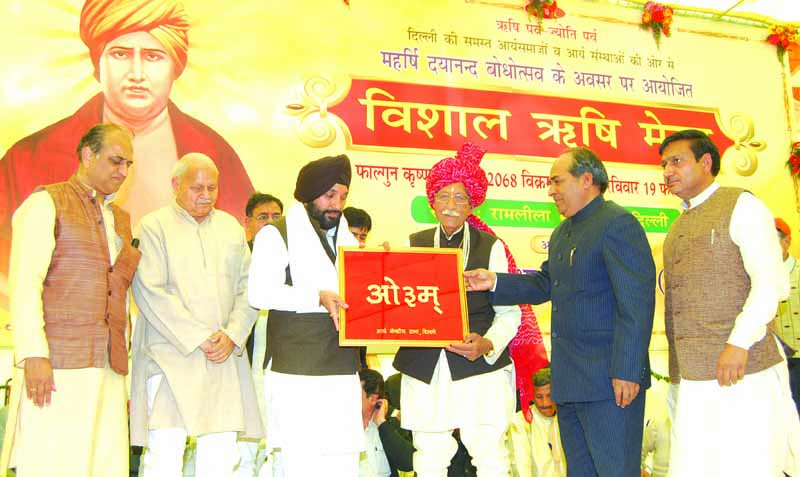 ऋषि पर्व ज्योति पर्व
दिल्ली की समस्त आर्यसमाजों व आर्य संस्थाओं की ओर से
महर्षि दयानन्द बोधोत्सव के अवसर पर आयोजित
विशाल ऋषि
फाल्गुन कृष्ण 2068 विक्रम रविवार 19
रामलीला दिल्ली
ओ३म्